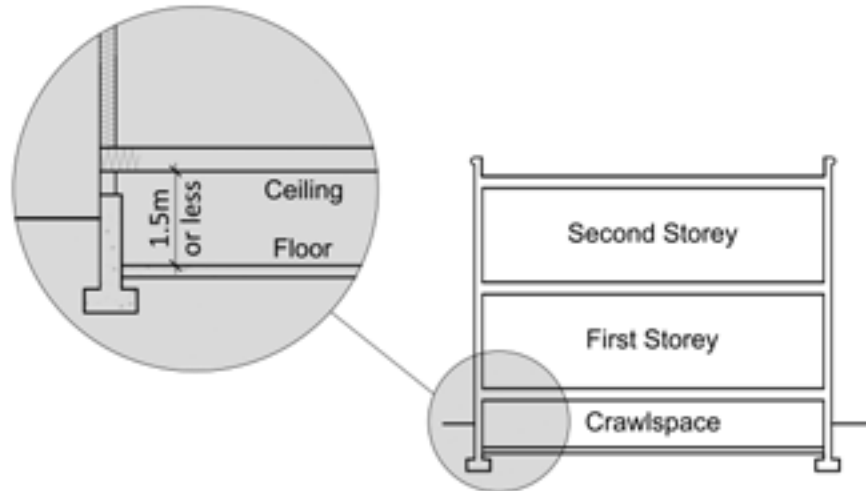 1.5m
or less
Ceiling
Floor
Second Storey
First Storey
Crawlspace